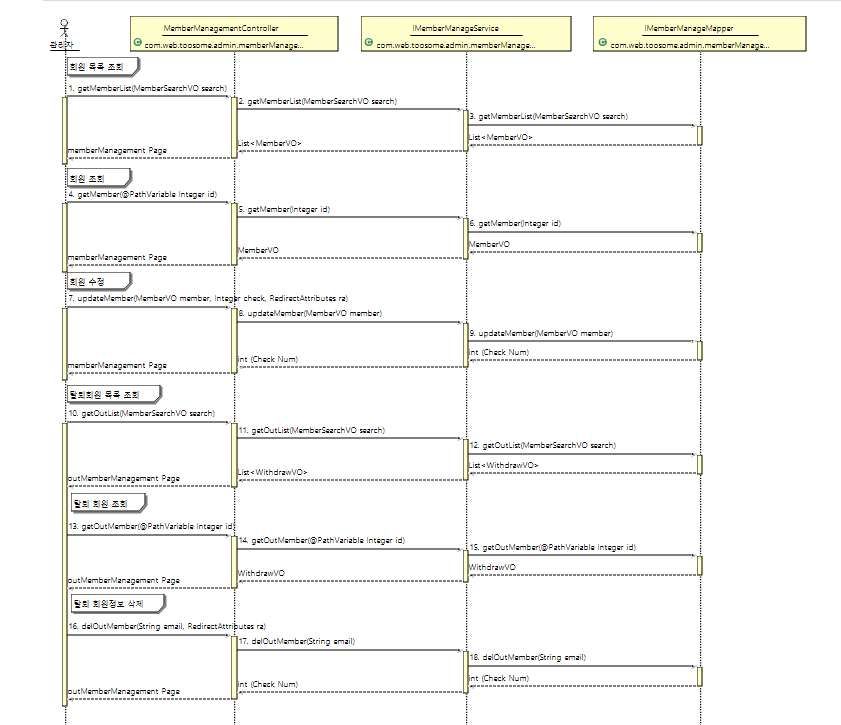 MemberManagementController
com.web.toosome.admin.memberManage...
IMemberManageService
com.web.toosome.admin.memberManage...
IMemberManageMapper
com.web.toosome.admin.memberManage...
관리자
회원 목록 조회
1. getMemberList(MemberSearchVO search)
2. getMemberList(MemberSearchVO search)
3. getMemberList(MemberSearchVO search)
List<MemberVO>
List<MemberVO>
memberManagement Page
회원 조회
4. getMember(@PathVariable Integer id)
5. getMember(Integer id)
6. getMember(Integer id)
MemberVO
MemberVO
memberManagement Page
회원 수정
7. updateMember(MemberVO member, Integer check, RedirectAttributes ra)
8. updateMember(MemberVO member)
9. updateMember(MemberVO member)
int (Check Num)
int (Check Num)
memberManagement Page
탈퇴회원 목록 조회
10. getOutList(MemberSearchVO search)
11. getOutList(MemberSearchVO search)
12. getOutList(MemberSearchVO search)
List<WithdrawVO>
List<WithdrawVO>
outMemberManagement Page
탈퇴 회원 조회
13. getOutMember(@PathVariable Integer id)
14. getOutMember(@PathVariable Integer id)
15. getOutMember(@PathVariable Integer id)
WithdrawVO
WithdrawVO
outMemberManagement Page
탈퇴 회원정보 삭제
16. delOutMember(String email, RedirectAttributes ra)
17. delOutMember(String email)
18. delOutMember(String email)
int (Check Num)
int (Check Num)
outMemberManagement Page